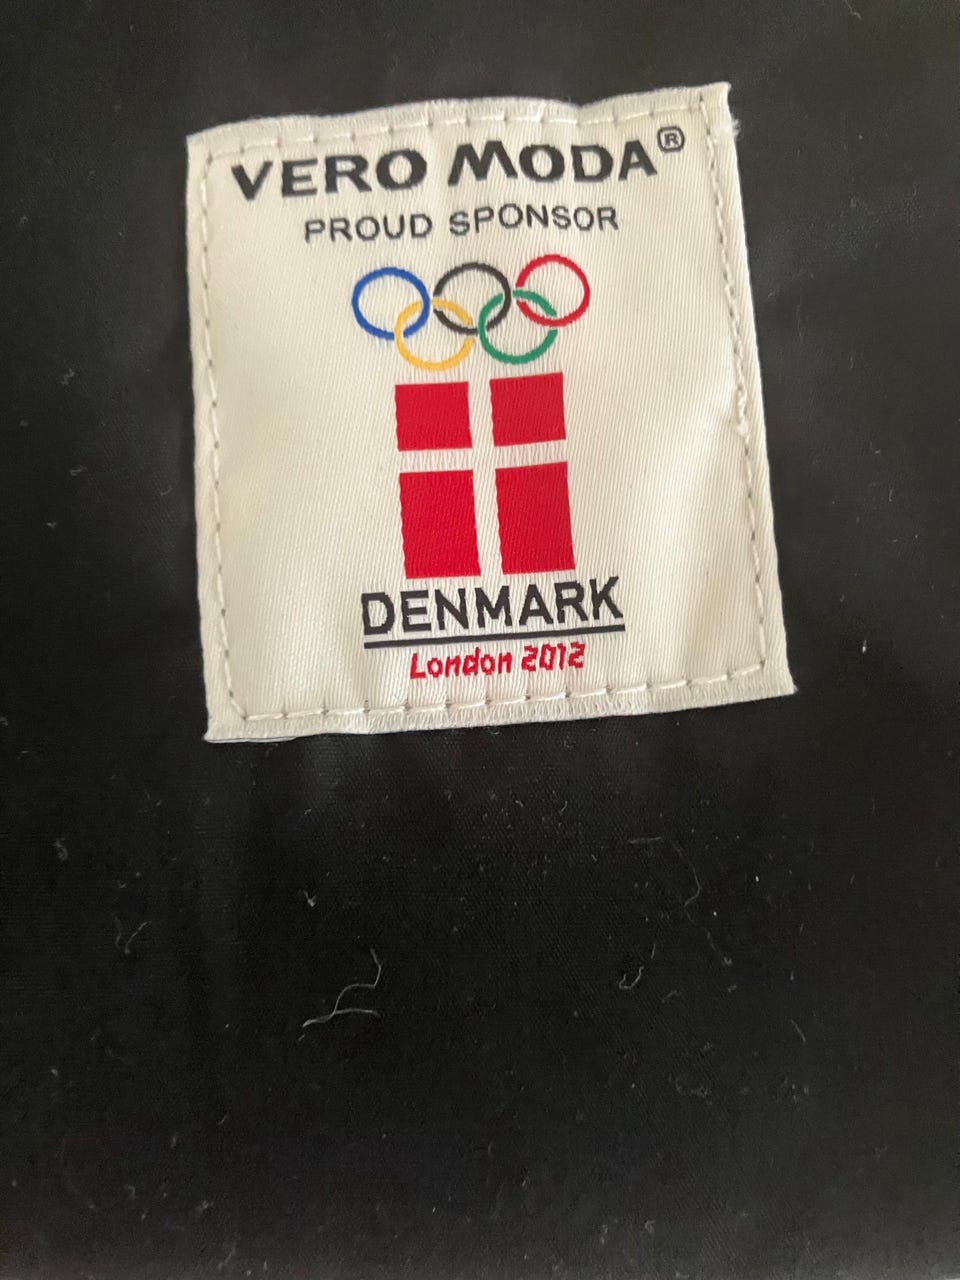 VERO MODA®
PROUD SPONSOR
DENMARK
London 2012